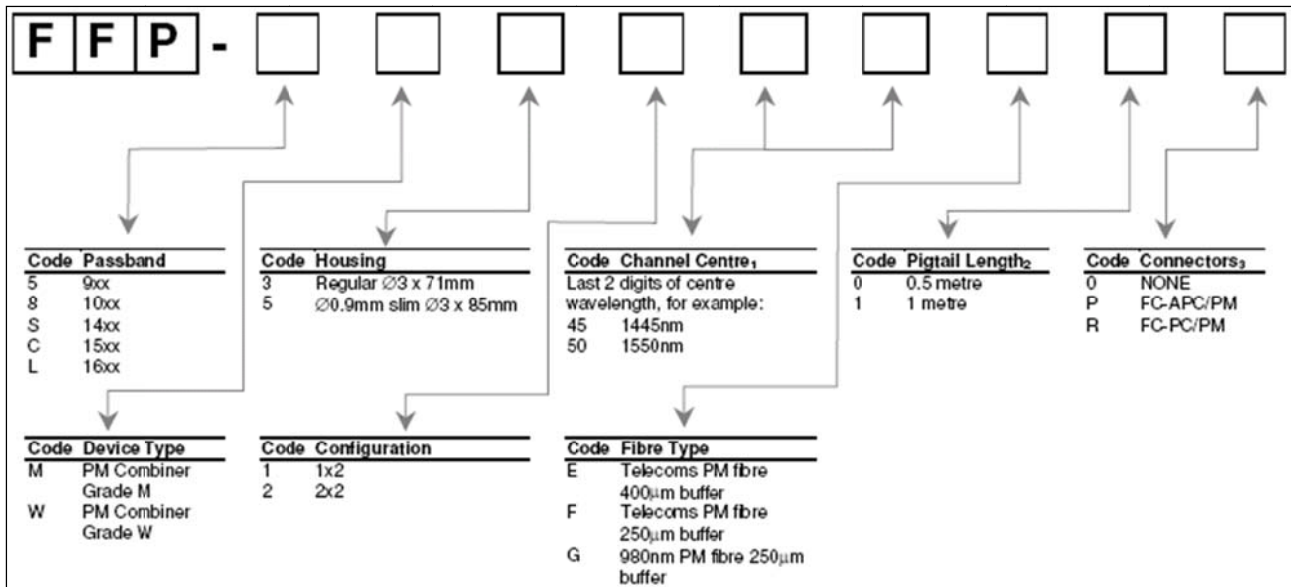 F F P -
Code Passband
5 9xx
8 10xx
S 14xx
C 15xx
L 16xx
Code Housing
3 Regular ∅3 x 71mm
5 ∅0.9mm slim ∅3 x 85mm
Code Channel Centre1
Last 2 digits of centre
wavelength, for example:
45 1445nm
50 1550nm
Code Pigtail Length2
0 0.5 metre
1 1 metre
Code Connectors3
0 NONE
P FC-APC/PM
R FC-PC/PM
Code Device Type
M PM Combiner
Grade M
W PM Combiner
Grade W
Code Configuration
1 1x2
2 2x2
Code Fibre Type
E Telecoms PM fibre
400µm buffer
F Telecoms PM fibre
250µm buffer
G 980nm PM fibre 250µm
buffer